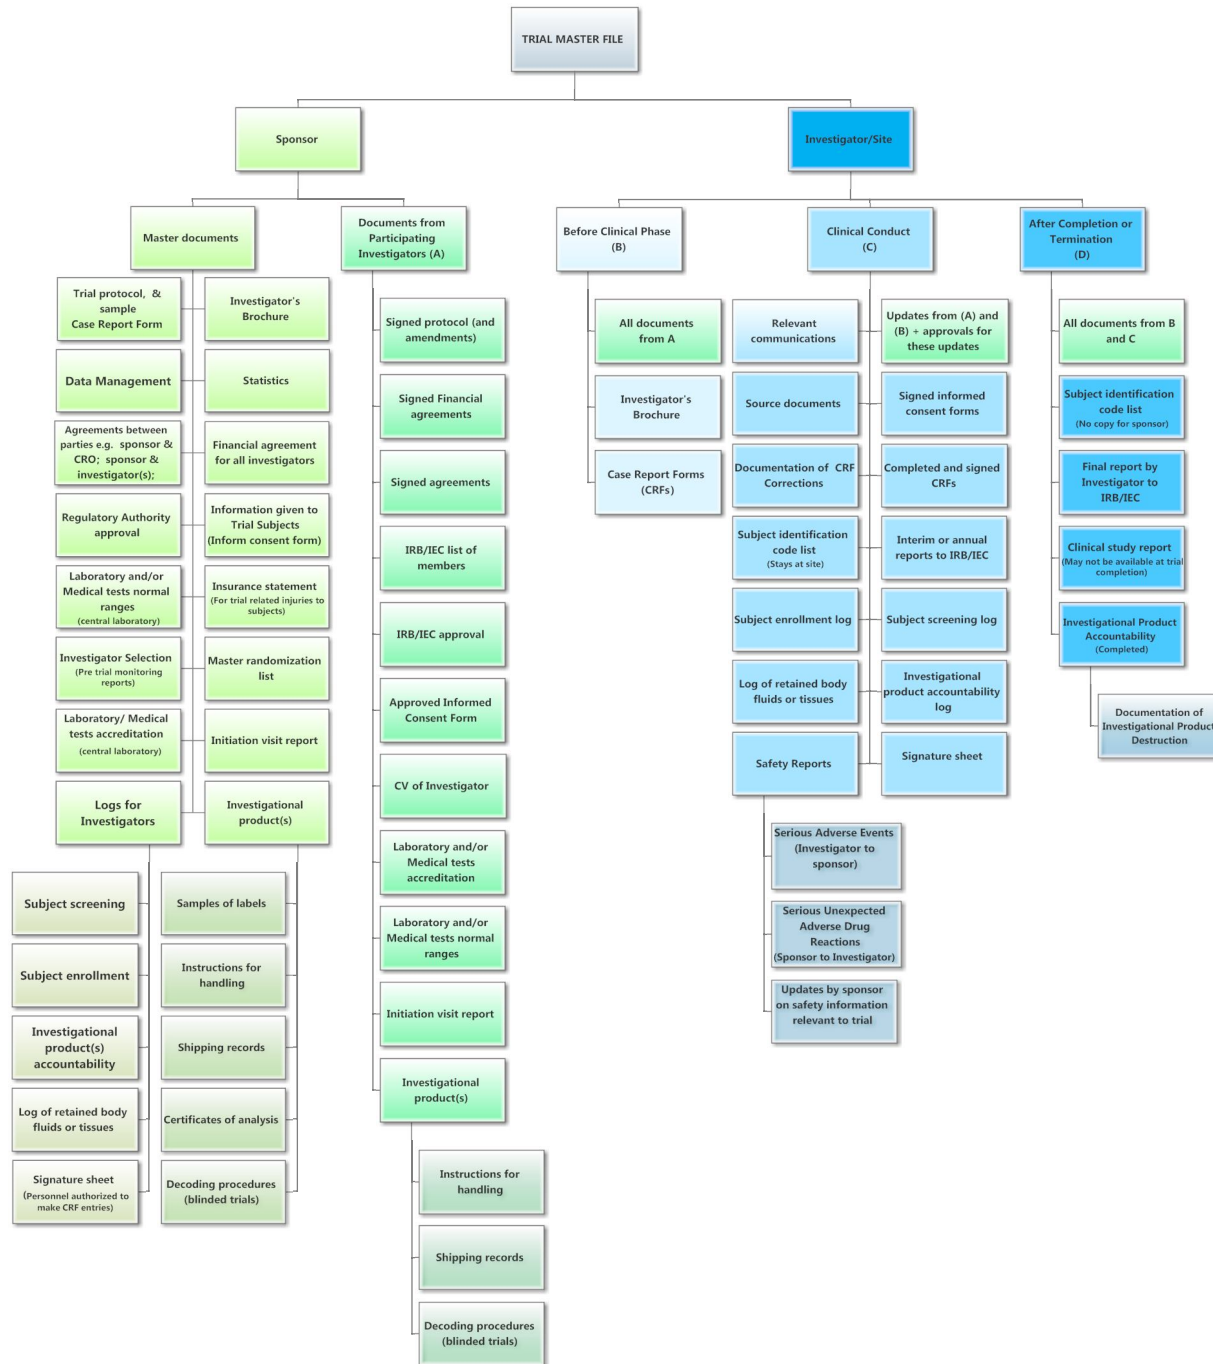 TRIAL MASTER FILE
Sponsor
Investigator/Site
Master documents
Documents from
Participating
Investigators (A)
Before Clinical Phase
(B)
Clinical Conduct
(C)
After Completion or
Termination
(D)
Trial protocol, & 
sample
Case Report Form
Investigator's
Brochure
Data Management
Statistics
Agreements between
parties e.g. sponsor &
CRO; sponsor &
investigator(s);
Financial agreement
for all investigators
Regulatory Authority
approval
Information given to
Trial Subjects
(Inform consent form)
Laboratory and/or
Medical tests normal
ranges
(central laboratory)
Insurance statement
(For trial related injuries to
subjects)
Investigator Selection
(Pre trial monitoring
reports)
Master randomization
list
Laboratory/ Medical
tests accreditation
(central laboratory)
Initiation visit report
Logs for
Investigators
Investigational
product(s)
Subject screening
Subject enrollment
Investigational
product(s)
accountability
Log of retained body
fluids or tissues
Signature sheet
(Personnel authorized to
make CRF entries)
Samples of labels
Instructions for
handling
Shipping records
Certificates of analysis
Decoding procedures
(blinded trials)
Signed protocol (and
amendments)
Signed Financial
agreements
Signed agreements
IRB/IEC list of
members
IRB/IEC approval
Approved Informed
Consent Form
CV of Investigator
Laboratory and/or
Medical tests
accreditation
Laboratory and/or
Medical tests normal
ranges
Initiation visit report
Investigational
product(s)
Instructions for
handling
Shipping records
Decoding procedures
(blinded trials)
All documents
from A
Investigator's
Brochure
Case Report Forms
(CRFs)
Relevant
communications
Updates from (A) and
(B) + approvals for
these updates
Source documents
Signed informed
consent forms
Documentation of CRF
Corrections
Completed and signed
CRFs
Subject identification
code list
(Stays at site)
Interim or annual
reports to IRB/IEC
Subject enrollment log
Subject screening log
Log of retained body
fluids or tissues
Investigational
product accountability
log
Safety Reports
Signature sheet
Serious Adverse Events
(Investigator to
sponsor)
Serious Unexpected
Adverse Drug
Reactions
(Sponsor to Investigator)
Updates by sponsor
on safety information
relevant to trial
All documents from B
and C
Subject identification
code list
(No copy for sponsor)
Final report by
Investigator to
IRB/IEC
Clinical study report
(May not be available at trial
completion)
Investigational Product
Accountability
(Completed)
Documentation of
Investigational Product
Destruction